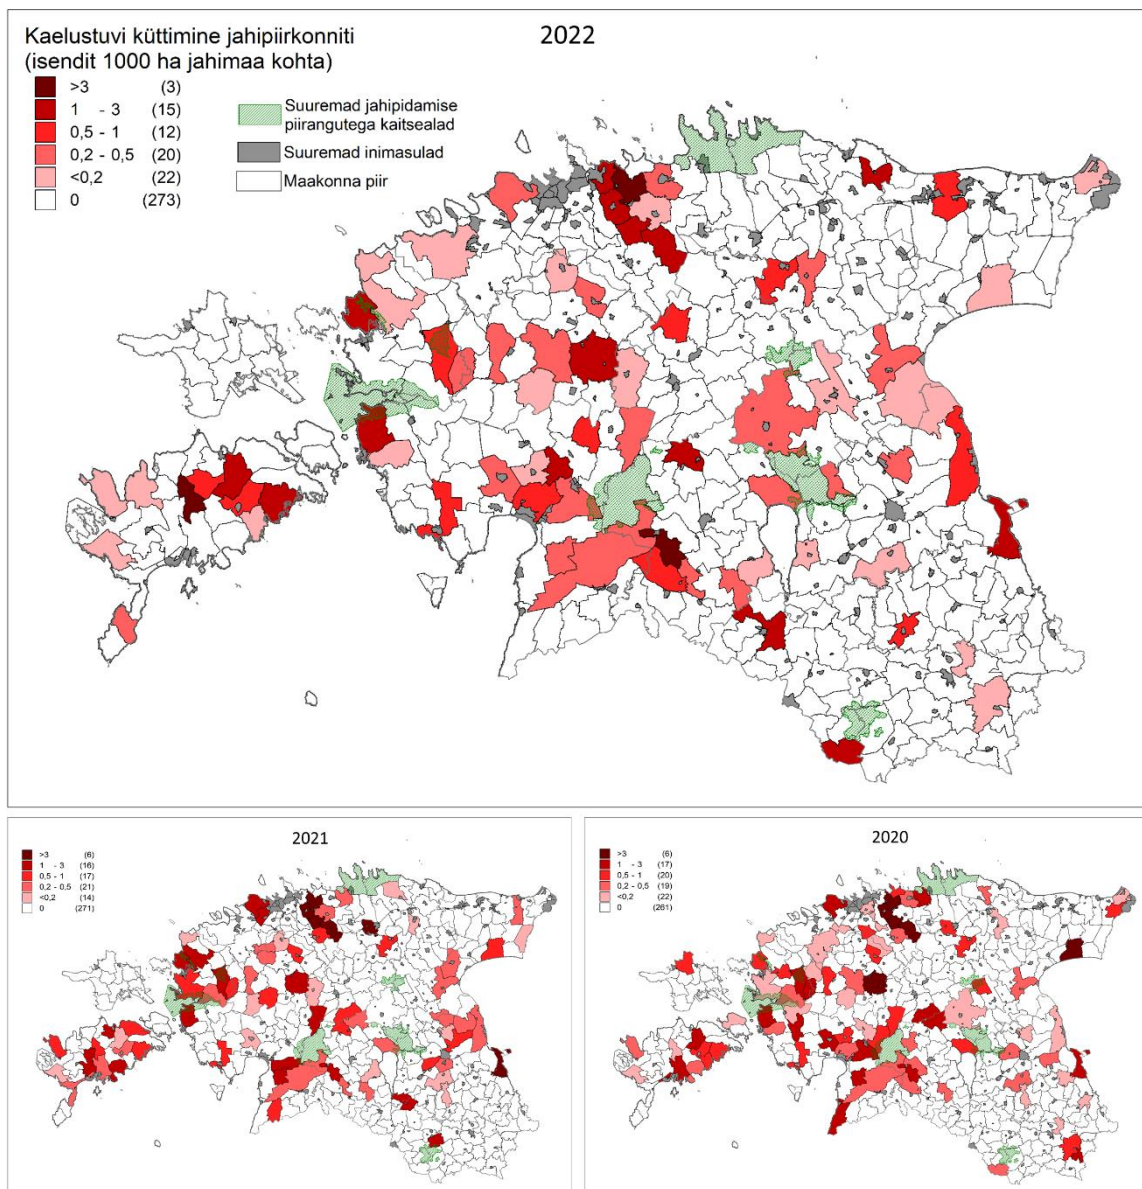 Kaelustuvi küttimine jahipiirkonniti
(isendit 1000 ha jahimaa kohta)
2022
>3 (3)
1 - 3 (15)
0,5 - 1 (12)
0,2 - 0,5 (20)
<0,2 (22)
0 (273)
Suuremad jahipidamise
piirangutega kaitsealad
Suuremad inimasulad
Maakonna piir
2021
>3 (6)
1 - 3 (16)
0,5 - 1 (17)
0,2 - 0,5 (21)
<0,2 (14)
0 (271)
2020
>3 (6)
1 - 3 (17)
0,5 - 1 (20)
0,2 - 0,5 (19)
<0,2 (22)
0 (261)